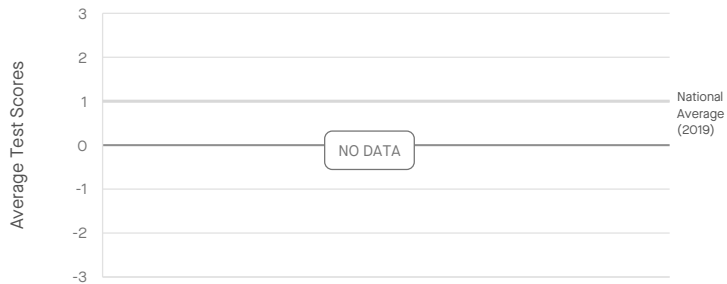 Average Test Scores
3
2
1
0
-1
-2
-3
NO DATA
National
Average
(2019)